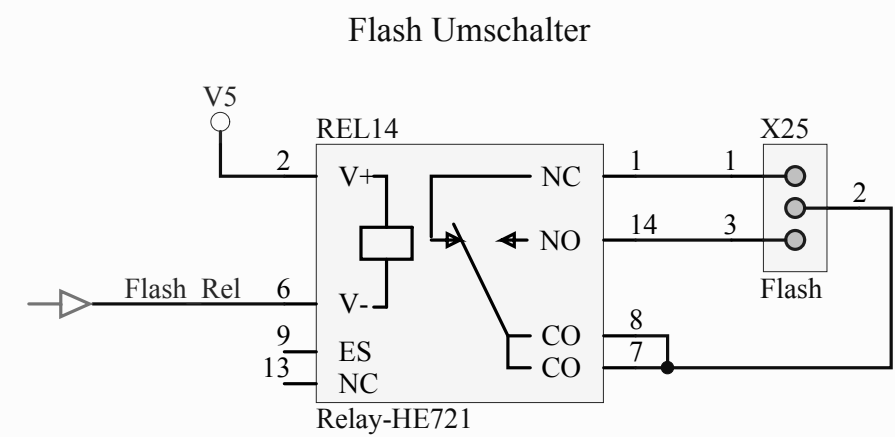 Flash Umschalter
V5
REL14
X25
2
V+
NC
1
1
2
NO
14
3
Flash Rel
6
V-
Flash
9
ES
CO
8
13
NC
CO
7
Relay-HE721